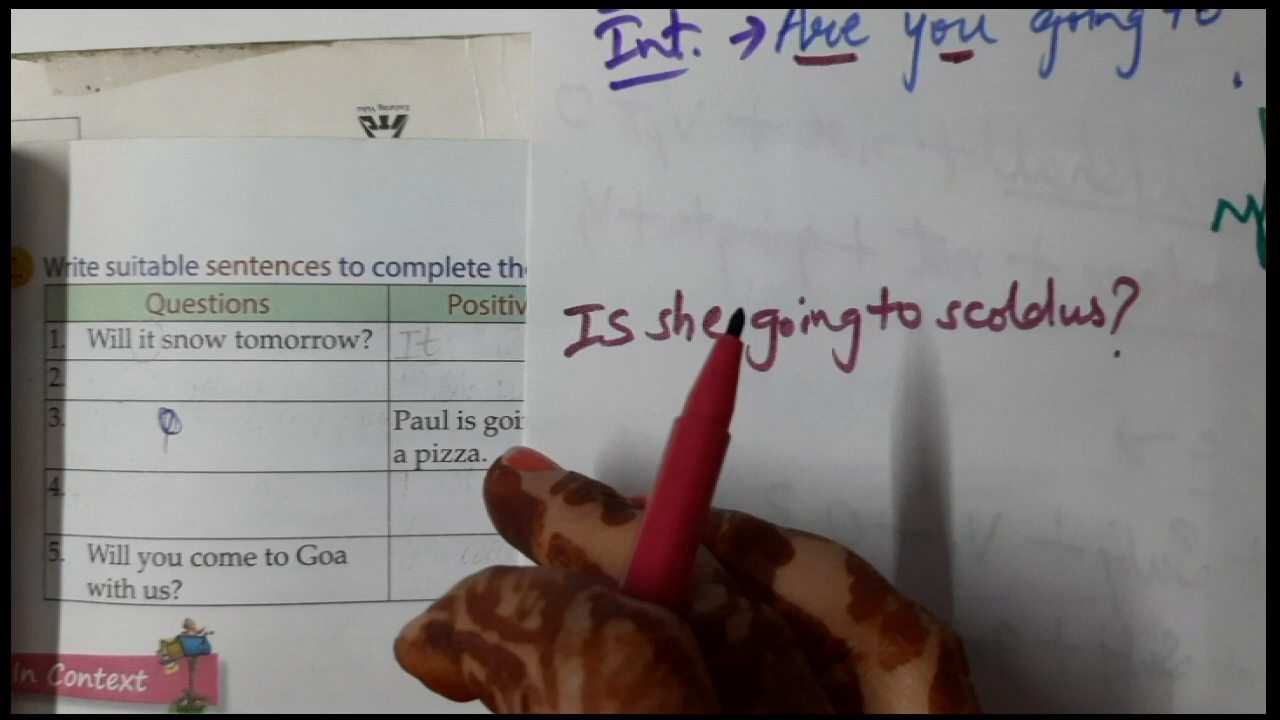 Int. → Are you going to
Is she going to scold us?
Write suitable sentences to complete th
Questions Positiv
1. Will it snow tomorrow? It
2.
3. Paul is goi
a pizza.
4.
5. Will you come to Goa
with us?
In Context